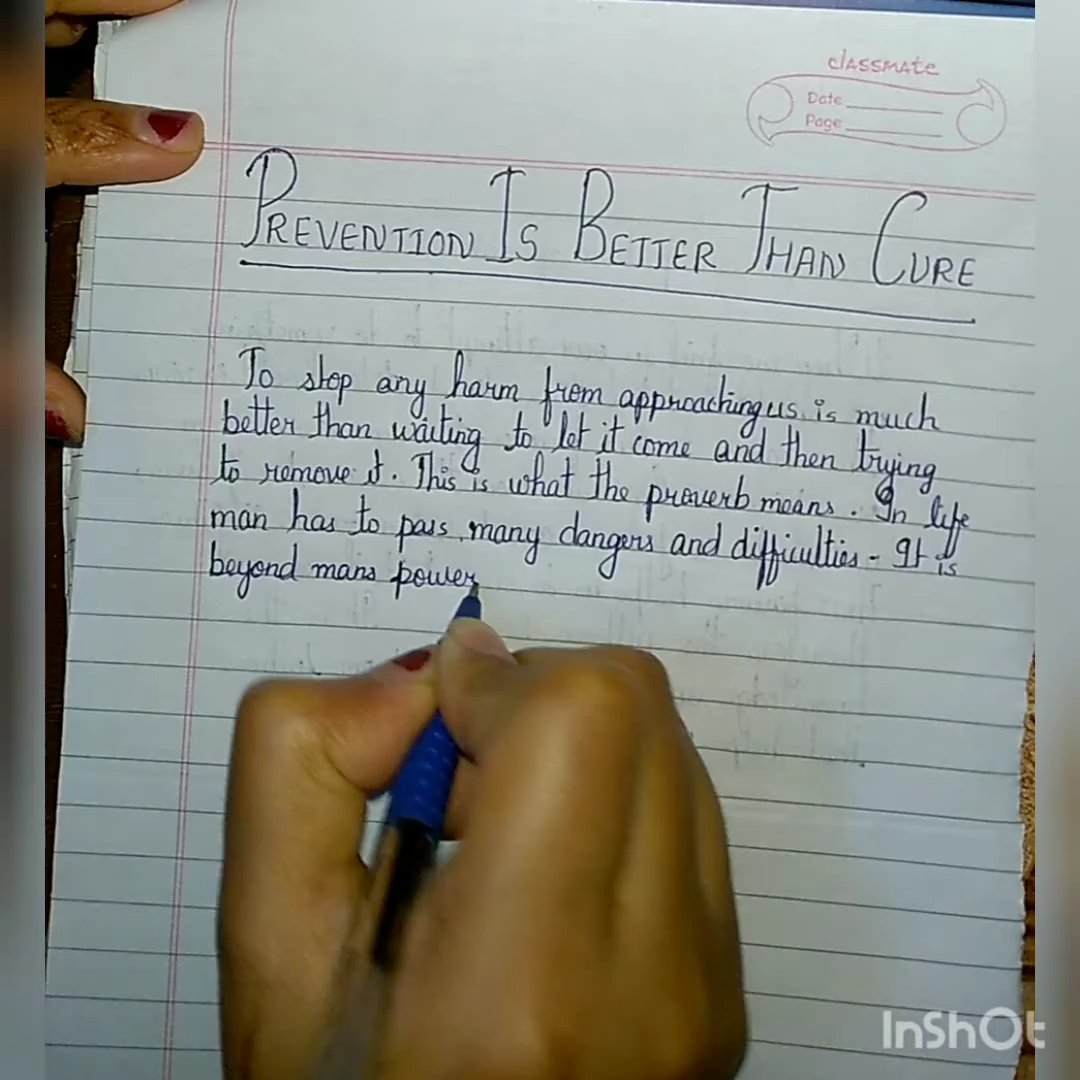 classmate
Date
Page
PREVENTION IS BETTER THAN CURE
To stop any harm from approaching us is much
better than waiting to let it come and then trying
to remove it. This is what the proverb means. In life
man has to pass many dangers and difficulties - It is
beyond mans power
InShOt